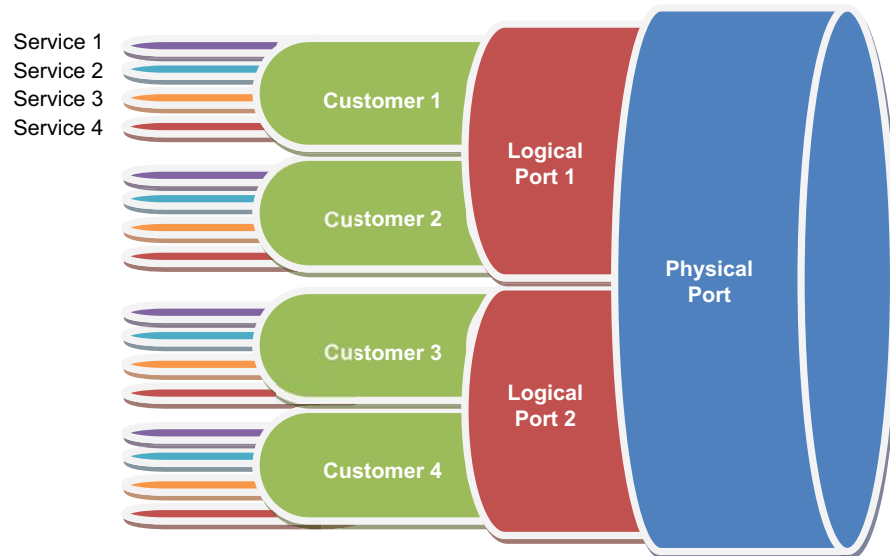 Service 1
Service 2
Service 3
Service 4
Customer 1
Customer 2
Customer 3
Customer 4
Logical
Port 1
Logical
Port 2
Physical
Port